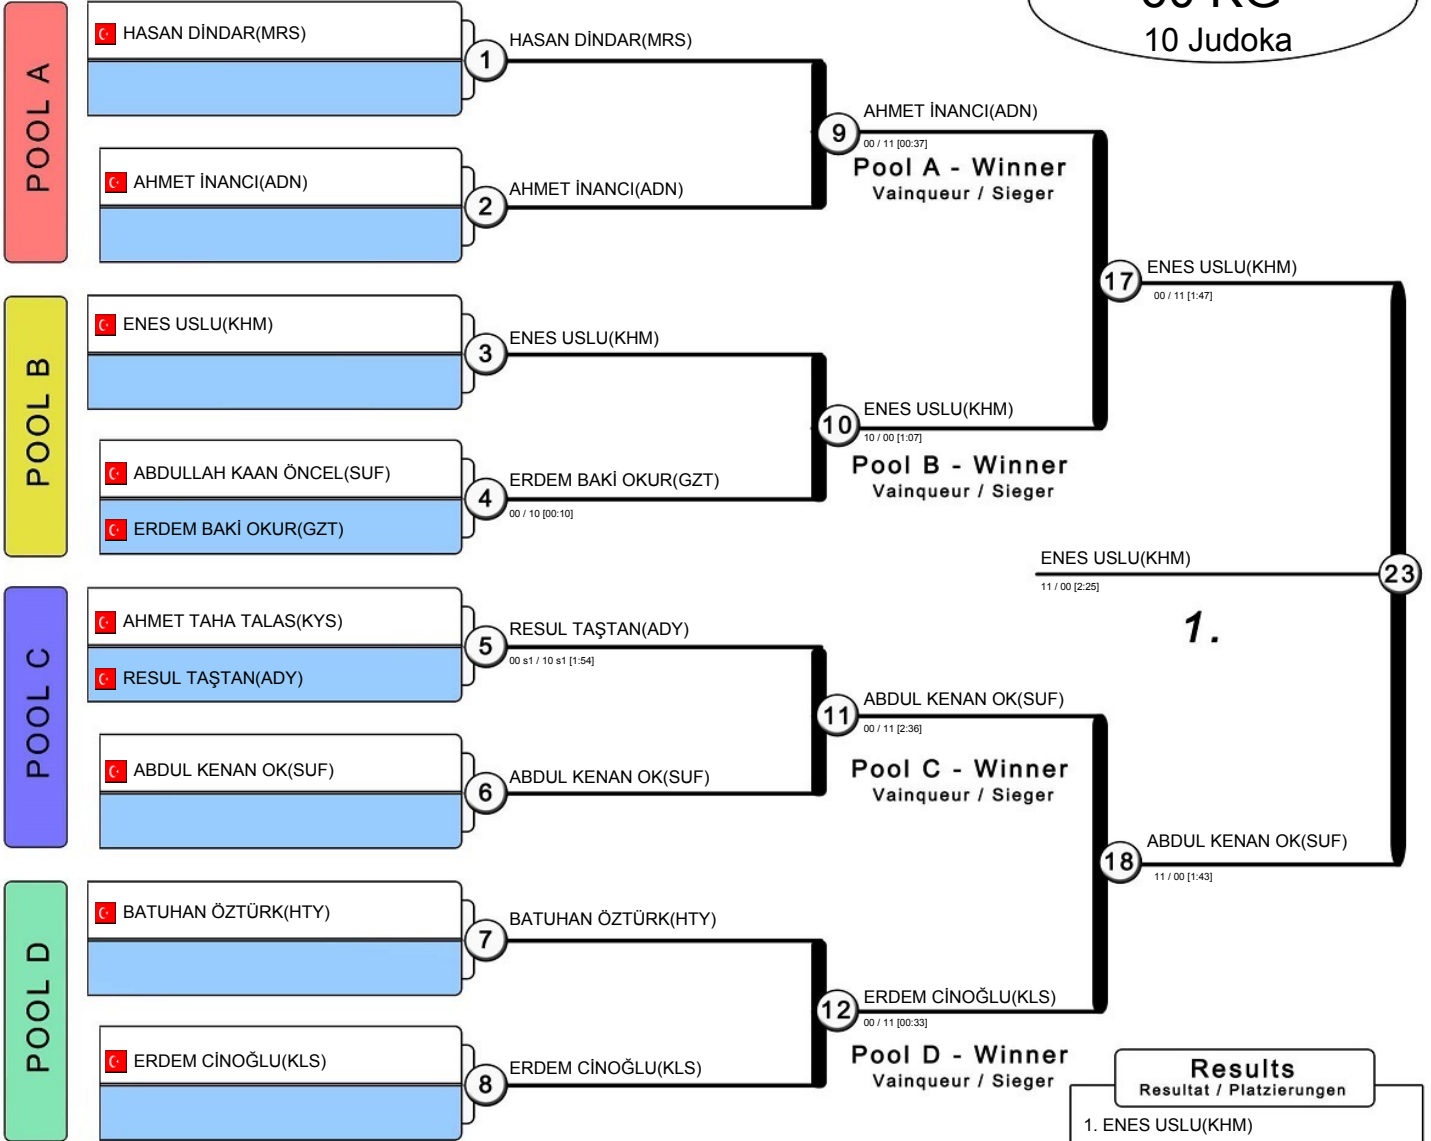 10 Judoka
POOL A
HASAN DİNDAR(MRS)
1
HASAN DİNDAR(MRS)
AHMET İNANCI(ADN)
2
AHMET İNANCI(ADN)
9
AHMET İNANCI(ADN)
00 / 11 [00:37]
Pool A - Winner
Vainqueur / Sieger
POOL B
ENES USLU(KHM)
3
ENES USLU(KHM)
ABDULLAH KAAN ÖNCEL(SUF)
ERDEM BAKİ OKUR(GZT)
4
ERDEM BAKİ OKUR(GZT)
00 / 10 [00:10]
10
ENES USLU(KHM)
10 / 00 [1:07]
Pool B - Winner
Vainqueur / Sieger
17
ENES USLU(KHM)
00 / 11 [1:47]
POOL C
AHMET TAHA TALAS(KYS)
RESUL TAŞTAN(ADY)
5
RESUL TAŞTAN(ADY)
00 s1 / 10 s1 [1:54]
ABDUL KENAN OK(SUF)
6
ABDUL KENAN OK(SUF)
11
ABDUL KENAN OK(SUF)
00 / 11 [2:36]
Pool C - Winner
Vainqueur / Sieger
POOL D
BATUHAN ÖZTÜRK(HTY)
7
BATUHAN ÖZTÜRK(HTY)
ERDEM CİNOĞLU(KLS)
8
ERDEM CİNOĞLU(KLS)
12
ERDEM CİNOĞLU(KLS)
00 / 11 [00:33]
Pool D - Winner
Vainqueur / Sieger
18
ABDUL KENAN OK(SUF)
11 / 00 [1:43]
ENES USLU(KHM)
11 / 00 [2:25]
23
1.
Results
Resultat / Platzierungen
1. ENES USLU(KHM)